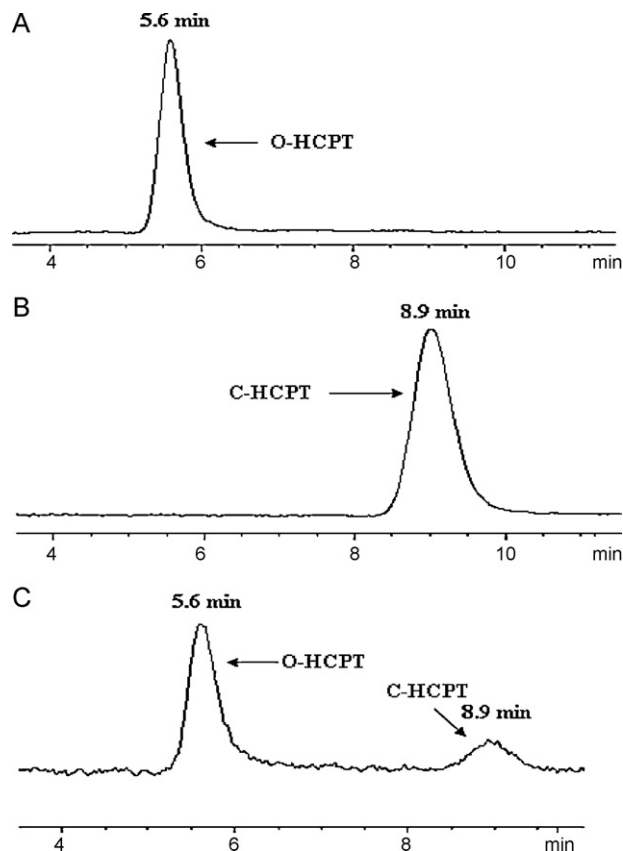 A
5.6 min
O-HCPT
4 6 8 10 min
B
8.9 min
C-HCPT
4 6 8 10 min
C
5.6 min
O-HCPT
C-HCPT
8.9 min
4 6 8 min